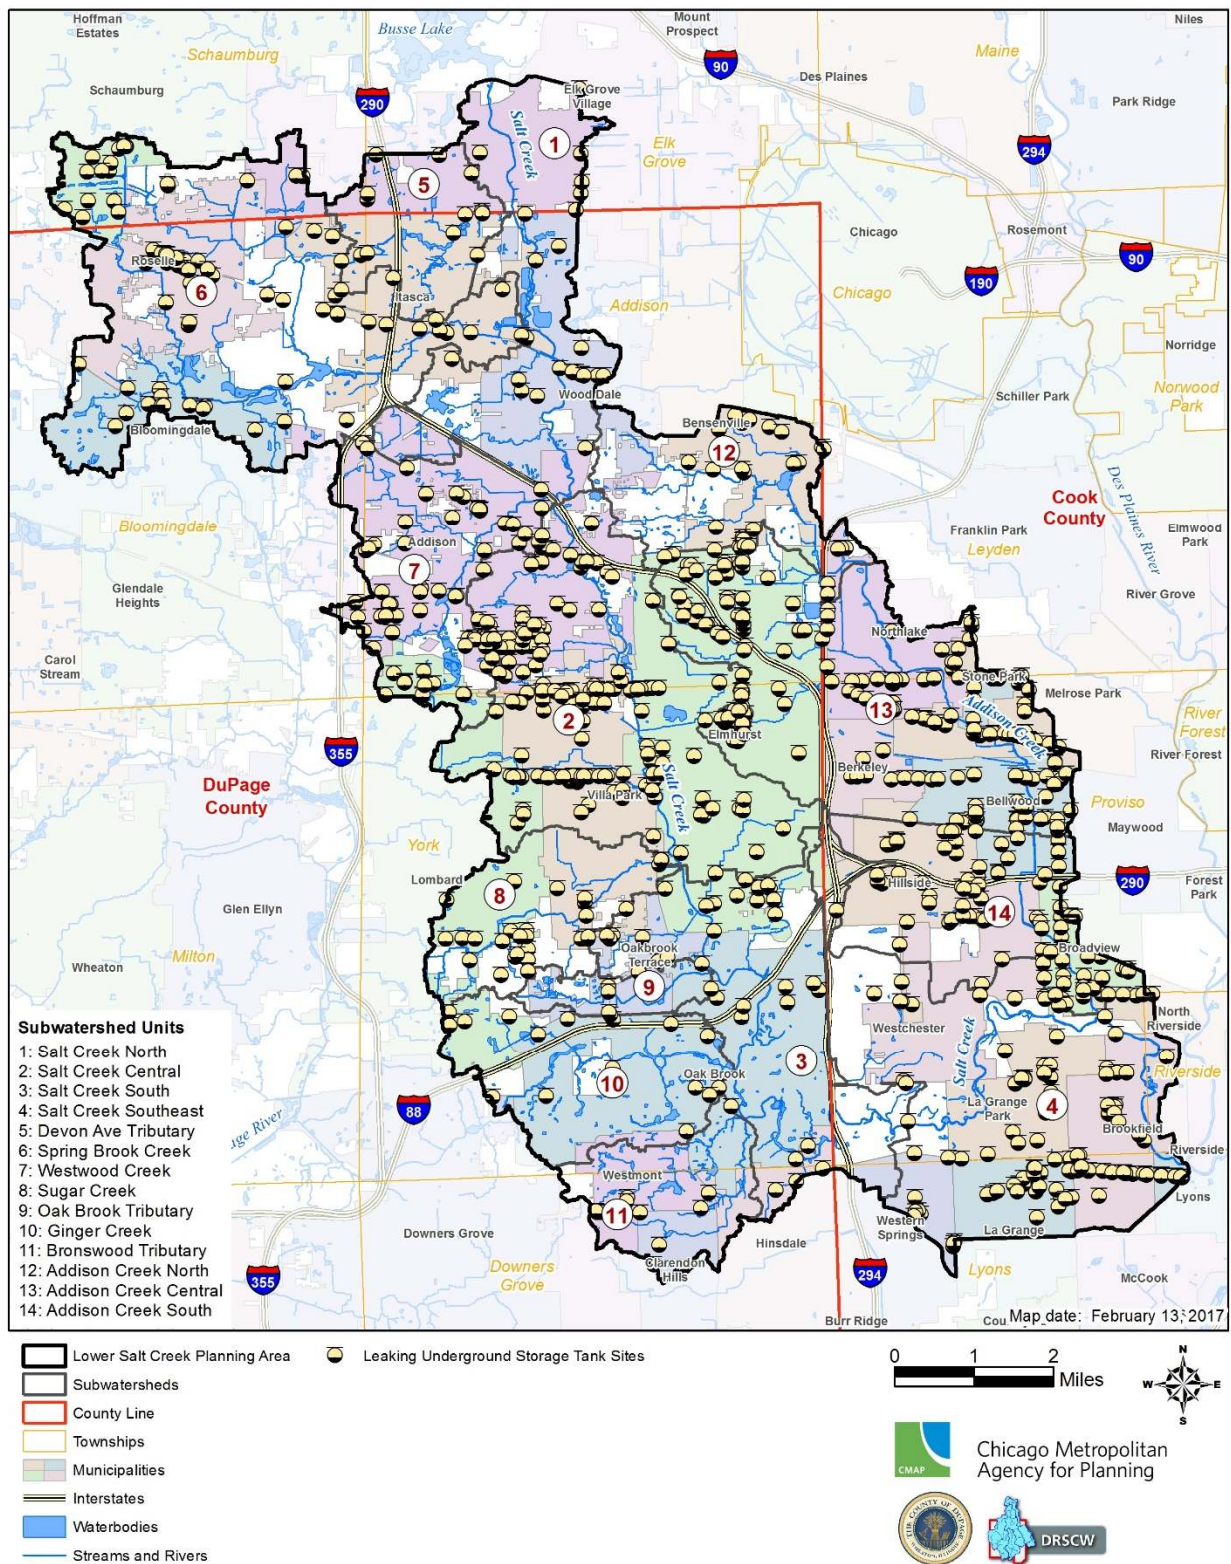 Hoffman
Estates
Schaumburg
Busse Lake
Mount
Prospect
Niles
Maine
90
Des Plaines
Schaumburg
290
Elk Grove
Village
Park Ridge
Salt Creek
1
Elk
Grove
294
5
Chicago
Rosemont
90
Roselle
6
Itasca
Addison
Chicago
190
Norridge
Wood Dale
Schiller Park
Norwood
Park
Bloomingdale
Bensenville
12
Des Plaines River
Cook
County
Bloomingdale
Addison
Franklin Park
Leyden
Elmwood
Park
Glendale
Heights
7
River Grove
Northlake
Carol
Stream
Stone Park
Melrose Park
2
13
Addison Creek
River
Forest
355
Elmhurst
Berkeley
River Forest
DuPage
County
Salt Creek
Villa Park
Bellwood
Proviso
Maywood
York
Lombard
8
Hillside
290
Forest
Park
Glen Ellyn
14
Milton
Wheaton
Oakbrook
Terrace
Broadview
9
Subwatershed Units
1: Salt Creek North
2: Salt Creek Central
3: Salt Creek South
4: Salt Creek Southeast
5: Devon Ave Tributary
6: Spring Brook Creek
7: Westwood Creek
8: Sugar Creek
9: Oak Brook Tributary
10: Ginger Creek
11: Bronswood Tributary
12: Addison Creek North
13: Addison Creek Central
14: Addison Creek South
Westchester
Salt Creek
North
Riverside
3
10
Oak Brook
Riverside
88
La Grange
Park
4
Brookfield
uge River
Riverside
Westmont
Lyons
11
Western
Springs
La Grange
Downers Grove
Hinsdale
Downers
Grove
Clarendon
Hills
355
294
Lyons
McCook
Burr Ridge
Map date: February 13, 2017
Lower Salt Creek Planning Area
Leaking Underground Storage Tank Sites
Subwatersheds
County Line
Townships
Municipalities
Interstates
Waterbodies
Streams and Rivers
0 1 2
Miles
N
W E
S
CMAP
Chicago Metropolitan
Agency for Planning
THE COUNTY OF DUPAGE
WHEATON, ILLINOIS
DRSCW